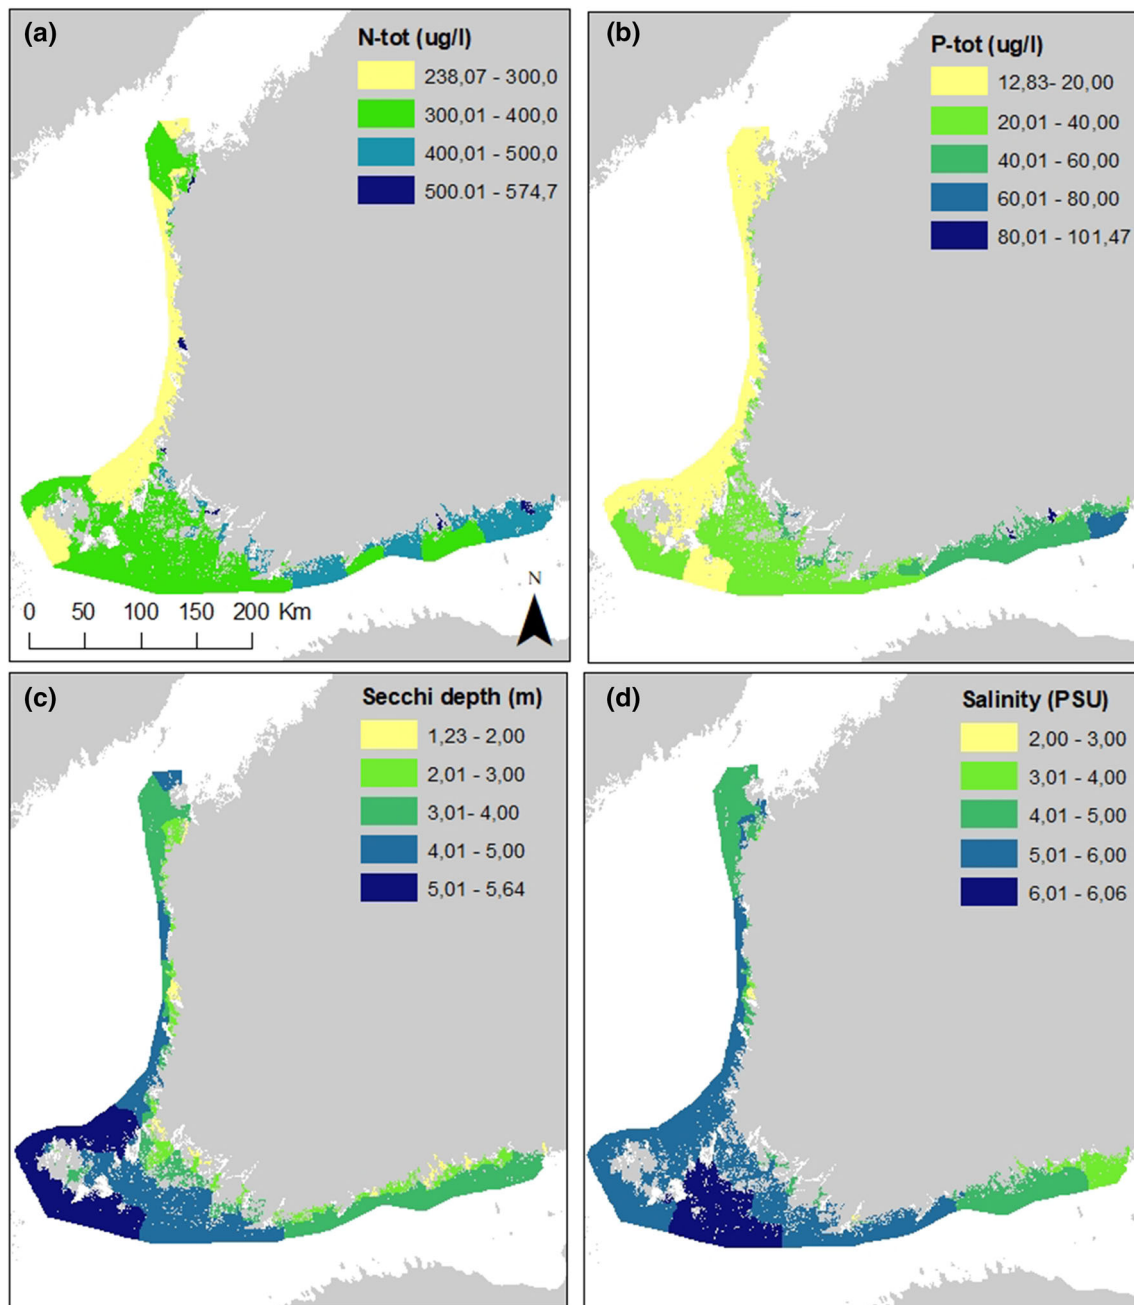 (a)
N-tot (ug/l)
238,07 - 300,0
300,01 - 400,0
400,01 - 500,0
500.01 - 574,7
0 50 100 150 200 Km
N
(b)
P-tot (ug/l)
12,83- 20,00
20,01 - 40,00
40,01 - 60,00
60,01 - 80,00
80,01 - 101,47
(c)
Secchi depth (m)
1,23 - 2,00
2,01 - 3,00
3,01- 4,00
4,01 - 5,00
5,01 - 5,64
(d)
Salinity (PSU)
2,00 - 3,00
3,01 - 4,00
4,01 - 5,00
5,01 - 6,00
6,01 - 6,06